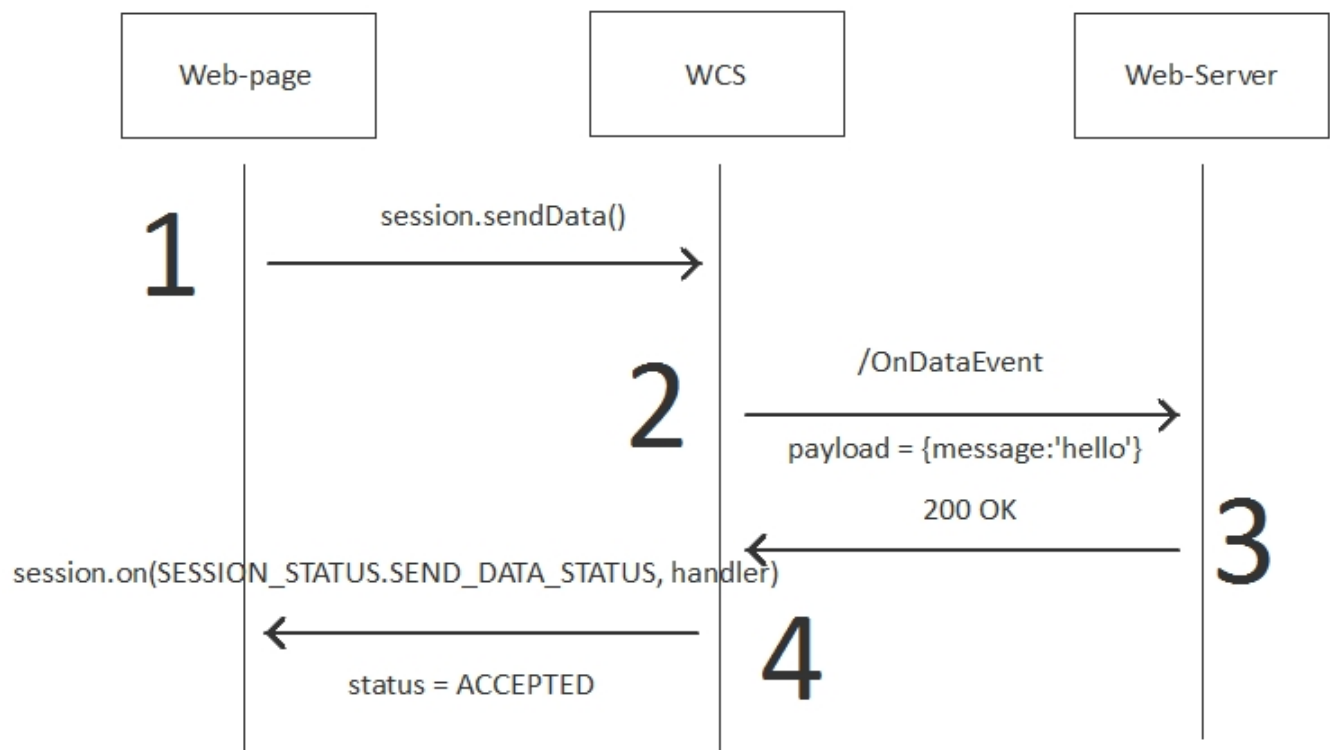 Web-page
WCS
Web-Server
1
session.sendData()
2
/OnDataEvent
payload = {message:'hello'}
200 OK
3
session.on(SESSION_STATUS.SEND_DATA_STATUS, handler)
4
status = ACCEPTED